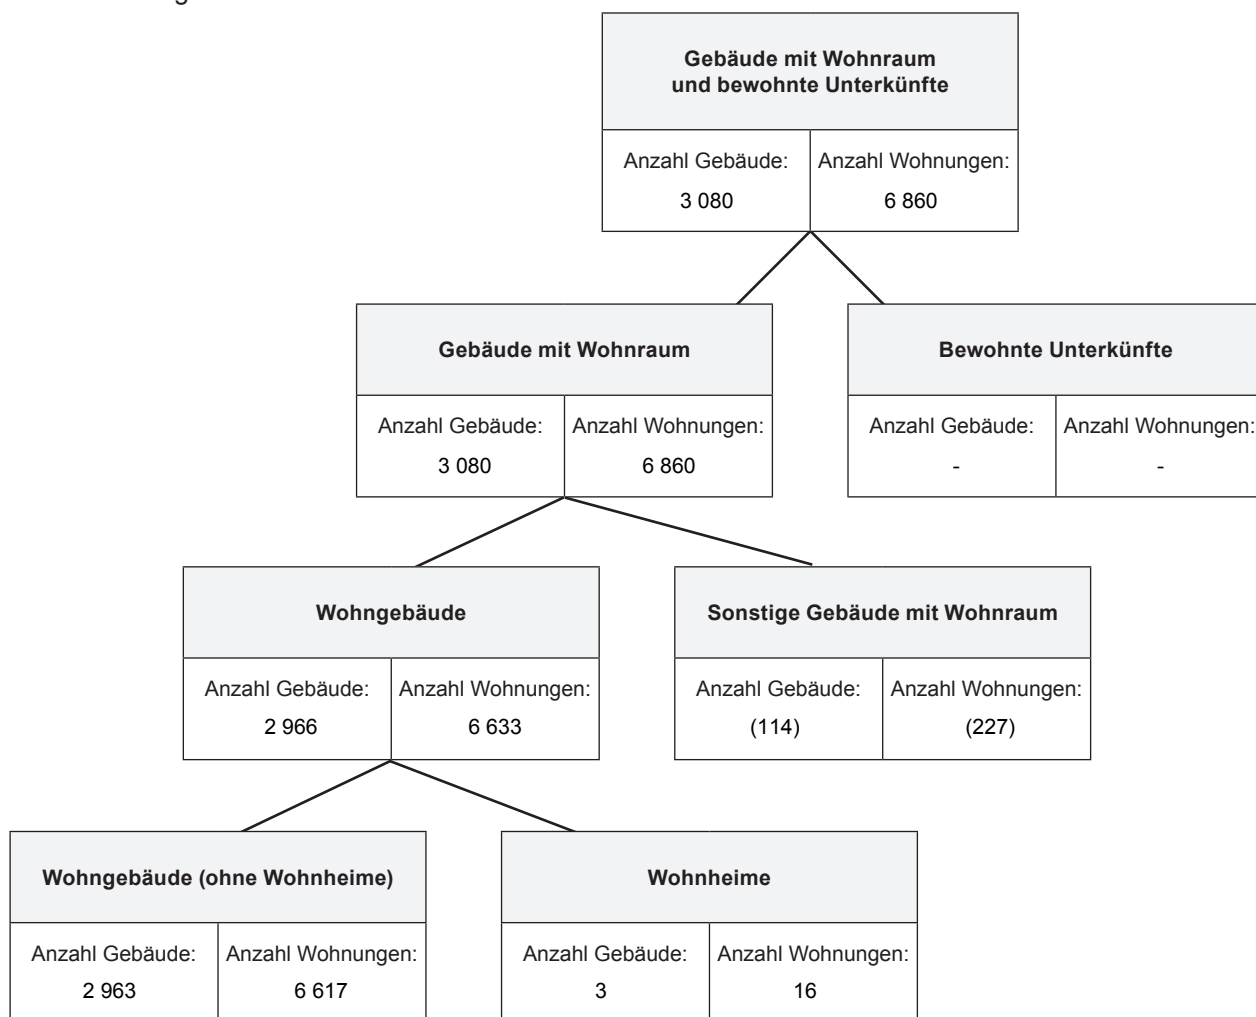 Gebäude mit Wohnraum
und bewohnte Unterkünfte
Anzahl Gebäude: Anzahl Wohnungen:
3 080 6 860
Gebäude mit Wohnraum Bewohnte Unterkünfte
Anzahl Gebäude: Anzahl Wohnungen: Anzahl Gebäude: Anzahl Wohnungen:
3 080 6 860 - -
Wohngebäude Sonstige Gebäude mit Wohnraum
Anzahl Gebäude: Anzahl Wohnungen: Anzahl Gebäude: Anzahl Wohnungen:
2 966 6 633 (114) (227)
Wohngebäude (ohne Wohnheime) Wohnheime
Anzahl Gebäude: Anzahl Wohnungen: Anzahl Gebäude: Anzahl Wohnungen:
2 963 6 617 3 16